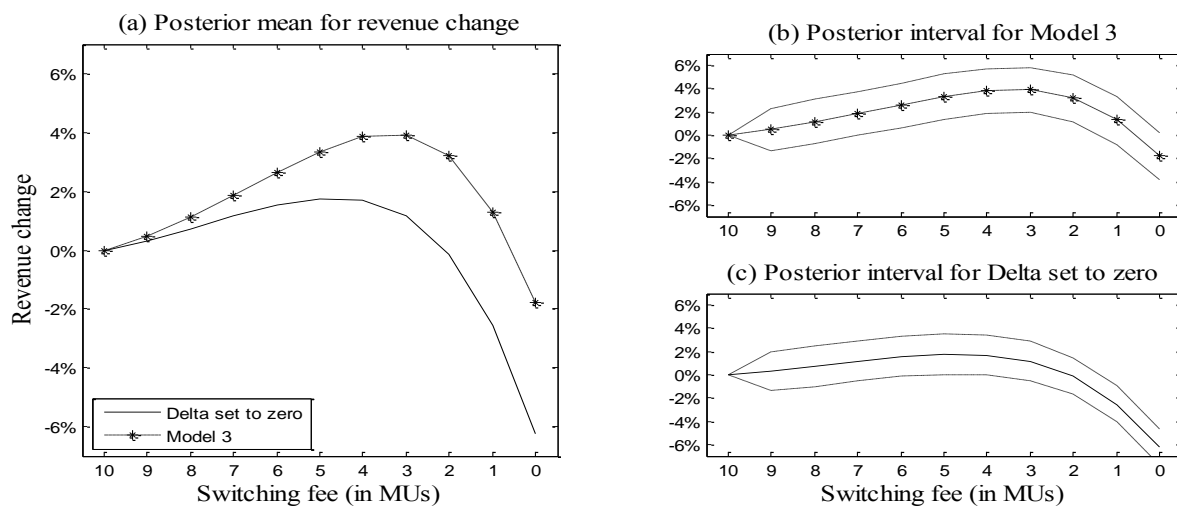 (a) Posterior mean for revenue change
6%
4%
2%
0%
-2%
-4%
-6%
Revenue change
Delta set to zero
Model 3
10 9 8 7 6 5 4 3 2 1 0
Switching fee (in MUs)
(b) Posterior interval for Model 3
6%
4%
2%
0%
-2%
-4%
-6%
10 9 8 7 6 5 4 3 2 1 0
(c) Posterior interval for Delta set to zero
6%
4%
2%
0%
-2%
-4%
-6%
10 9 8 7 6 5 4 3 2 1 0
Switching fee (in MUs)